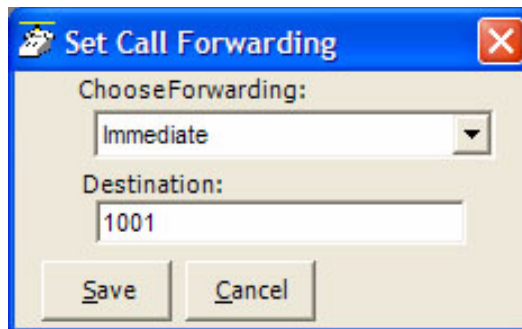 Set Call Forwarding
ChooseForwarding:
Immediate
Destination:
1001
Save Cancel